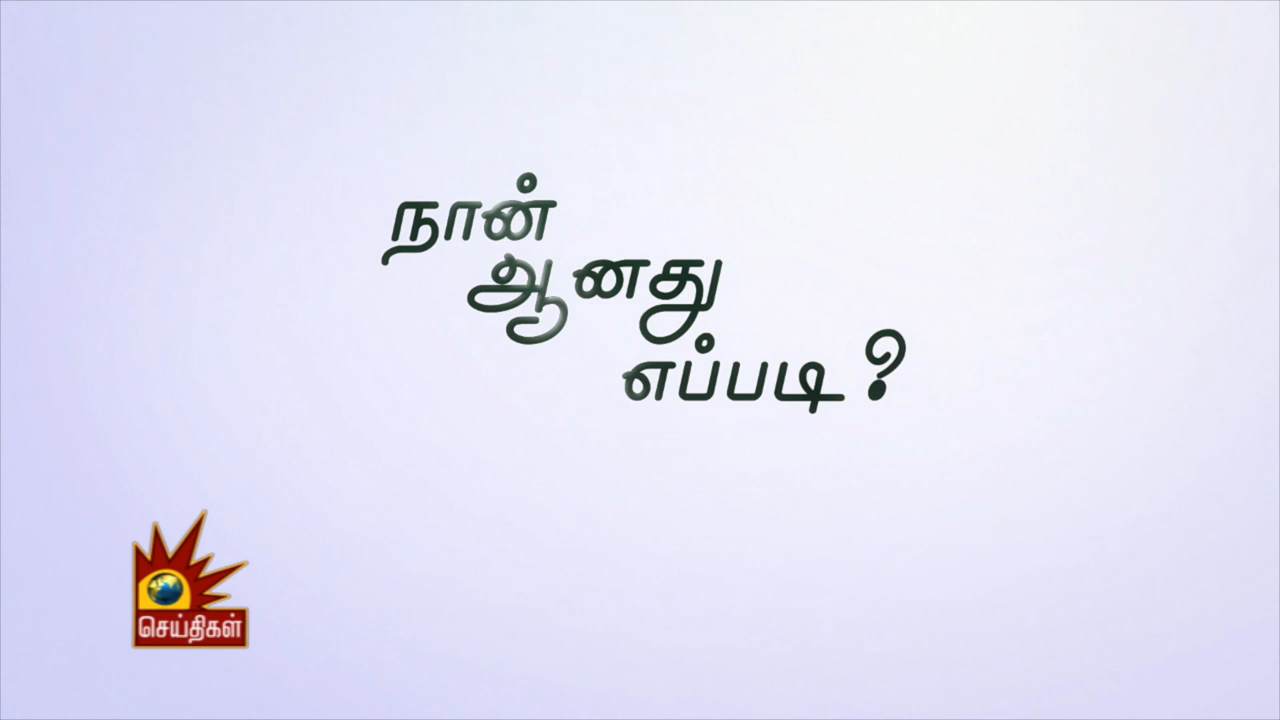 நான்
ஆனது
எப்படி ?
செய்திகள்